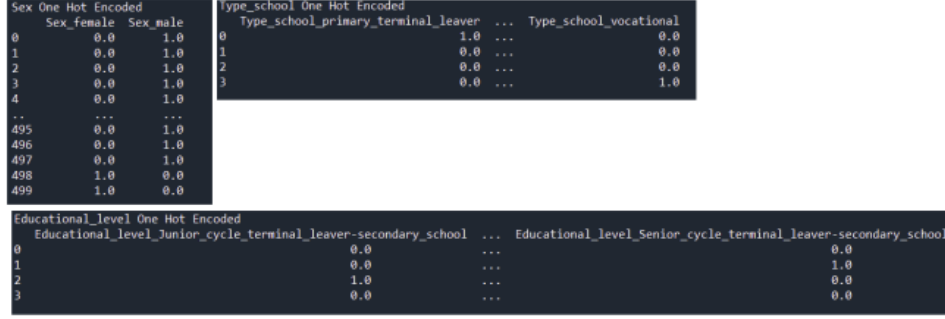 Sex One Hot Encoded
Sex_female Sex_male
0 0.0 1.0
1 0.0 1.0
2 0.0 1.0
3 0.0 1.0
4 0.0 1.0
.. ... ...
495 0.0 1.0
496 0.0 1.0
497 0.0 1.0
498 1.0 0.0
499 1.0 0.0
Type_school One Hot Encoded
Type_school_primary_terminal_leaver ... Type_school_vocational
0 1.0 ... 0.0
1 0.0 ... 0.0
2 0.0 ... 0.0
3 0.0 ... 1.0
Educational_level One Hot Encoded
Educational_level_Junior_cycle_terminal_leaver-secondary_school ... Educational_level_Senior_cycle_terminal_leaver-secondary_school
0 0.0 ... 0.0
1 0.0 ... 1.0
2 1.0 ... 0.0
3 0.0 ... 0.0